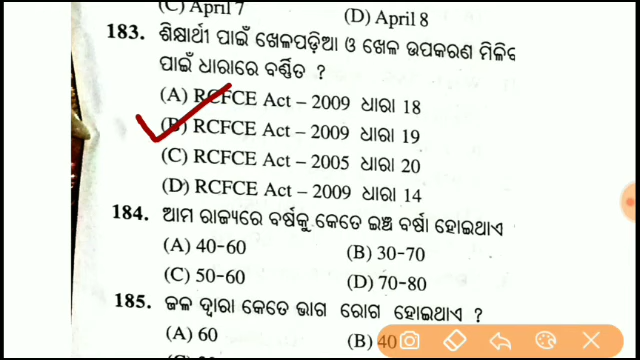 (C) April 7 (D) April 8
183. ଶିକ୍ଷାର୍ଥୀ ପାଇଁ ଖେଳପଡ଼ିଆ ଓ ଖେଳ ଉପକରଣ ମିଳିବ
ପାଇଁ ଧାରାରେ ବର୍ଣ୍ଣିତ ?
(A) RCFCE Act – 2009 ଧାରା 18
(B) RCFCE Act – 2009 ଧାରା 19
(C) RCFCE Act – 2005 ଧାରା 20
(D) RCFCE Act – 2009 ଧାରା 14
184. ଆମ ରାଜ୍ୟରେ ବର୍ଷକୁ କେତେ ଇଞ୍ଚ ବର୍ଷା ହୋଇଥାଏ
(A) 40-60 (B) 30-70
(C) 50-60 (D) 70-80
185. ଜଳ ଦ୍ୱାରା କେତେ ଭାଗ ରୋଗ ହୋଇଥାଏ ?
(A) 60 (B) 40